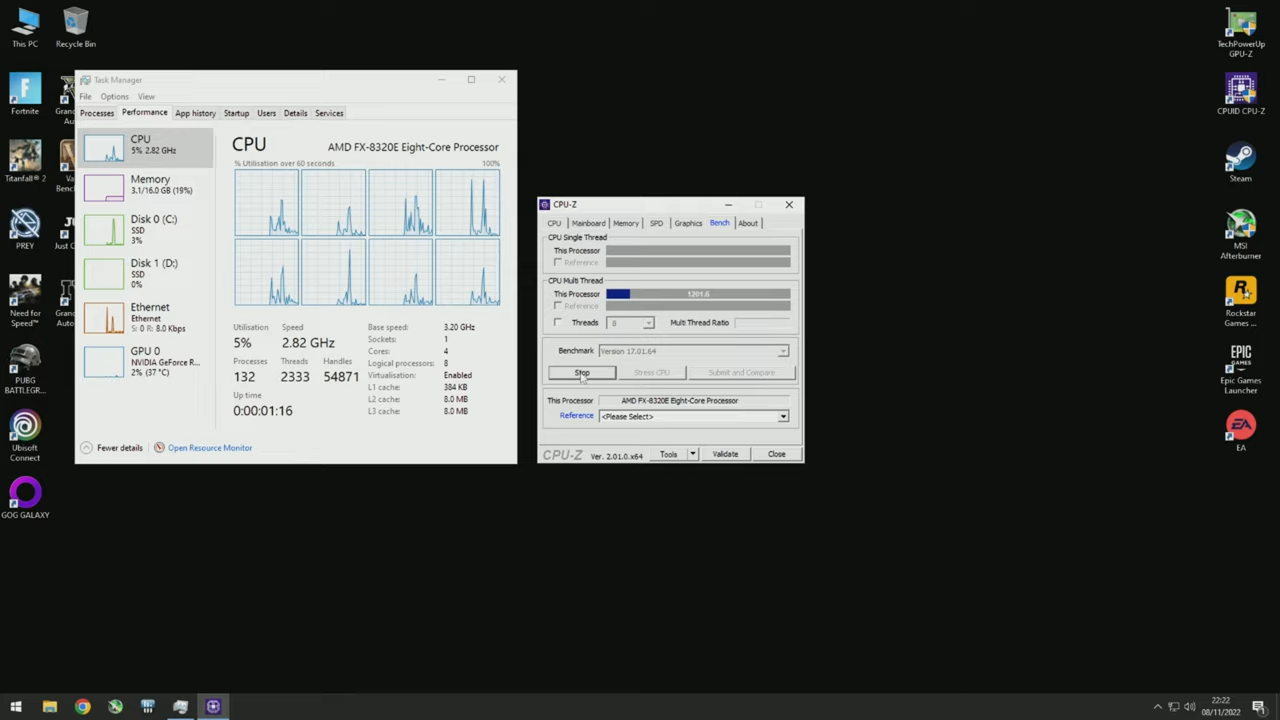 This PC
Recycle Bin
Fortnite
Grand
Titanfall® 2
Va
Bench
PREY
Just C
Need for
Speed™
Grand
Auto
PUBG
BATTLEGR...
Ubisoft
Connect
GOG GALAXY
Task Manager
File Options View
Processes Performance App history Startup Users Details Services
CPU
5% 2.82 GHz
Memory
3.1/16.0 GB (19%)
Disk 0 (C:)
SSD
3%
Disk 1 (D:)
SSD
0%
Ethernet
Ethernet
S: 0 R: 8.0 Kbps
GPU 0
NVIDIA GeForce R...
2% (37 °C)
CPU
AMD FX-8320E Eight-Core Processor
% Utilisation over 60 seconds 100%
Utilisation Speed
5% 2.82 GHz
Processes Threads Handles
132 2333 54871
Up time
0:00:01:16
Base speed: 3.20 GHz
Sockets: 1
Cores: 4
Logical processors: 8
Virtualisation: Enabled
L1 cache: 384 KB
L2 cache: 8.0 MB
L3 cache: 8.0 MB
Fewer details Open Resource Monitor
CPU-Z
CPU Mainboard Memory SPD Graphics Bench About
CPU Single Thread
This Processor
Reference
CPU Multi Thread
This Processor 1201.6
Reference
Threads 8 Multi Thread Ratio
Benchmark Version 17.01.64
Stop Stress CPU Submit and Compare
This Processor AMD FX-8320E Eight-Core Processor
Reference <Please Select>
CPU-Z Ver. 2.01.0.x64 Tools Validate Close
TechPowerUp
GPU-Z
CPUID CPU-Z
Steam
MSI
Afterburner
Rockstar
Games ...
EPIC
GAMES
Epic Games
Launcher
EA
EA
22:22
08/11/2022